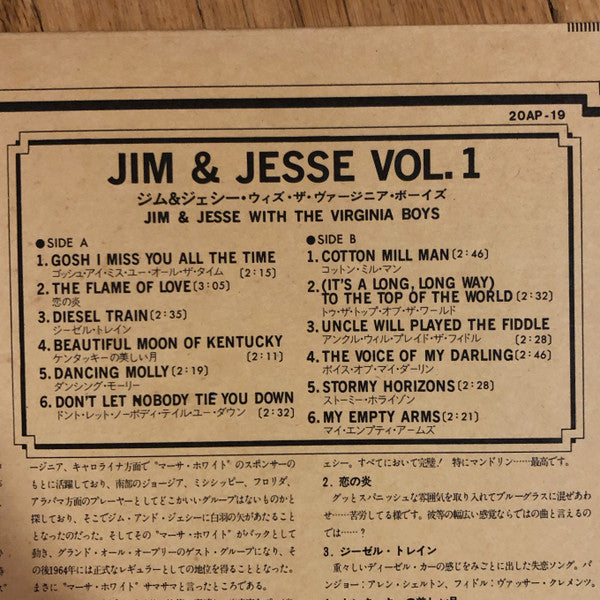 20AP-19
JIM & JESSE VOL.1
ジム&ジェシー・ウィズ・ザ・ヴァージニア・ボーイズ
JIM & JESSE WITH THE VIRGINIA BOYS
●SIDE A
1. GOSH I MISS YOU ALL THE TIME
ゴッシュ・アイ・ミス・ユー・オール・ザ・タイム [2:15]
2. THE FLAME OF LOVE [3:05]
恋の炎
3. DIESEL TRAIN [2:35]
ジーゼル・トレイン
4. BEAUTIFUL MOON OF KENTUCKY
ケンタッキーの美しい月 [2:11]
5. DANCING MOLLY [2:19]
ダンシング・モーリー
6. DON'T LET NOBODY TIE YOU DOWN
ドント・レット・ノーボディ・テイル・ユー・ダウン [2:32]
●SIDE B
1. COTTON MILL MAN [2:46]
コットン・ミル・マン
2. (IT'S A LONG, LONG WAY)
TO THE TOP OF THE WORLD [2:32]
トゥ・ザ・トップ・オブ・ザ・ワールド
3. UNCLE WILL PLAYED THE FIDDLE
アンクル・ウィル・プレイド・ザ・フィドル [2:28]
4. THE VOICE OF MY DARLING [2:46]
ボイス・オブ・マイ・ダーリン
5. STORMY HORIZONS [2:28]
ストーミー・ホライゾン
6. MY EMPTY ARMS [2:21]
マイ・エンプティ・アームズ
ージニア、キャロライナ方面で"マーサ・ホワイト"のスポンサーの
もとに活躍しており、南部のジョージア、ミシシッピー、フロリダ、
アラバマ方面のプレーヤーとしてどこかいいグループはないものかと
探しており、そこでジム・アンド・ジェシーに白羽の矢があたること
となったのだった。そしてその"マーサ・ホワイト"がバックとして
動き、グランド・オール・オープリーのゲスト・グループになり、そ
の後1964年には正式なレギュラーとしての地位を得ることとなった。
まさに"マーサ・ホワイト"サマサマと言ったところである。
ェシー。すべてにおいて完璧！ 特にマンドリン……最高です。
2. 恋の炎
グッとスパニッシュな雰囲気を取り入れてブルーグラスに混ぜあわ
せ……苦労してる様です。彼等の幅広い感覚ならではの曲と言えるの
では……？
3. ジーゼル・トレイン
重々しいディーゼル・カーの感じをみごとに出した失恋ソング。バ
ンジョー：アレン・シェルトン、フィドル：ヴァッサー・クレメンツ。